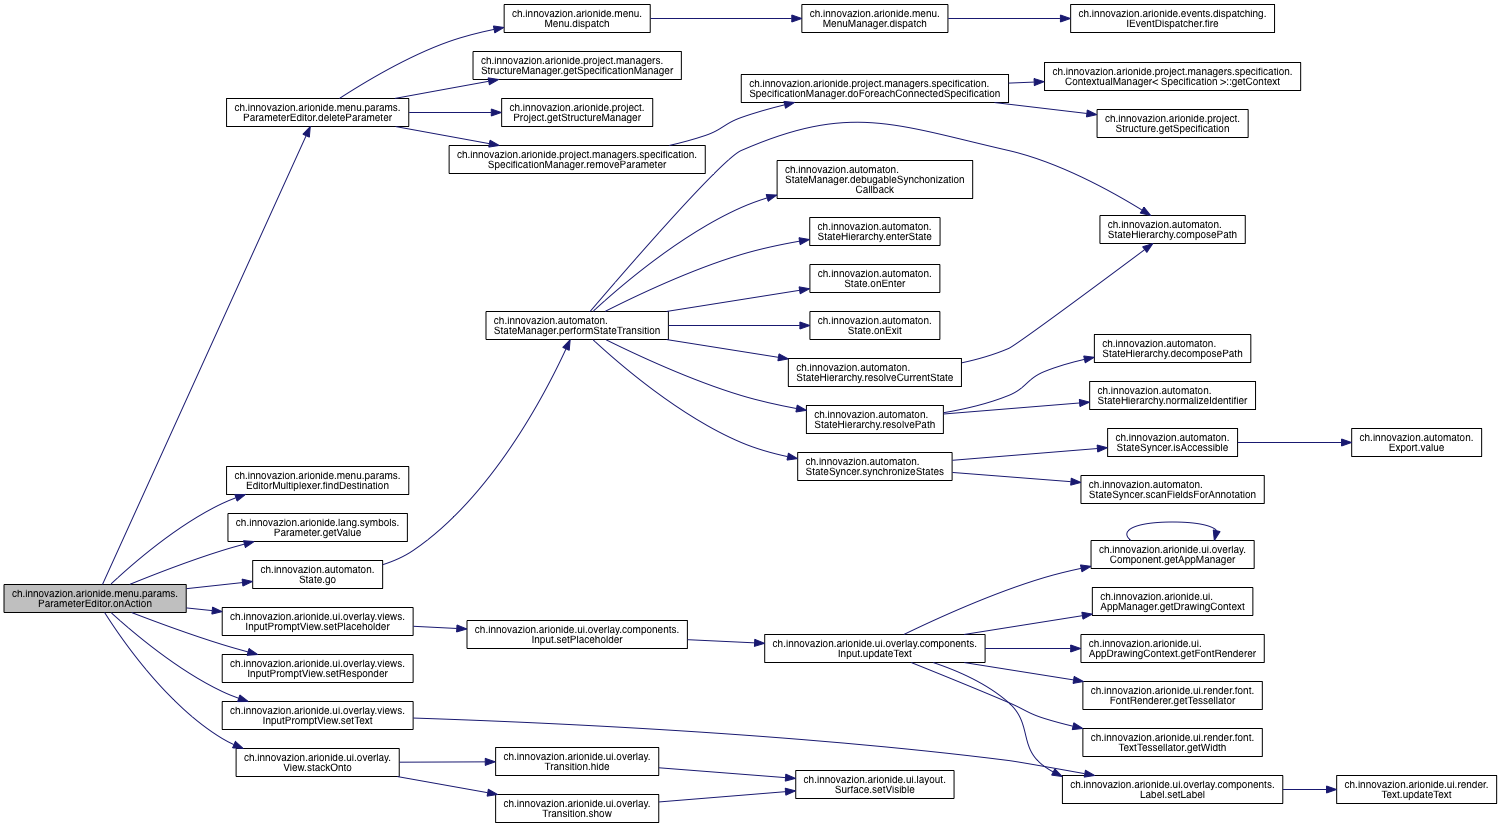 ch.innovazion.arionide.menu.
Menu.dispatch
ch.innovazion.arionide.menu.
MenuManager.dispatch
ch.innovazion.arionide.events.dispatching.
IEventDispatcher.fire
ch.innovazion.arionide.project.managers.
StructureManager.getSpecificationManager
ch.innovazion.arionide.project.managers.specification.
ContextualManager< Specification >::getContext
ch.innovazion.arionide.project.managers.specification.
SpecificationManager.doForeachConnectedSpecification
ch.innovazion.arionide.menu.params.
ParameterEditor.deleteParameter
ch.innovazion.arionide.project.
Project.getStructureManager
ch.innovazion.arionide.project.
Structure.getSpecification
ch.innovazion.arionide.project.managers.specification.
SpecificationManager.removeParameter
ch.innovazion.automaton.
StateManager.debugableSynchonization
Callback
ch.innovazion.automaton.
StateHierarchy.composePath
ch.innovazion.automaton.
StateHierarchy.enterState
ch.innovazion.automaton.
State.onEnter
ch.innovazion.automaton.
StateManager.performStateTransition
ch.innovazion.automaton.
State.onExit
ch.innovazion.automaton.
StateHierarchy.decomposePath
ch.innovazion.automaton.
StateHierarchy.resolveCurrentState
ch.innovazion.automaton.
StateHierarchy.normalizeIdentifier
ch.innovazion.automaton.
StateHierarchy.resolvePath
ch.innovazion.automaton.
StateSyncer.isAccessible
ch.innovazion.automaton.
Export.value
ch.innovazion.automaton.
StateSyncer.synchronizeStates
ch.innovazion.arionide.menu.params.
EditorMultiplexer.findDestination
ch.innovazion.automaton.
StateSyncer.scanFieldsForAnnotation
ch.innovazion.arionide.lang.symbols.
Parameter.getValue
ch.innovazion.arionide.ui.overlay.
Component.getAppManager
ch.innovazion.automaton.
State.go
ch.innovazion.arionide.menu.params.
ParameterEditor.onAction
ch.innovazion.arionide.ui.
AppManager.getDrawingContext
ch.innovazion.arionide.ui.overlay.views.
InputPromptView.setPlaceholder
ch.innovazion.arionide.ui.overlay.components.
Input.setPlaceholder
ch.innovazion.arionide.ui.overlay.components.
Input.updateText
ch.innovazion.arionide.ui.
AppDrawingContext.getFontRenderer
ch.innovazion.arionide.ui.overlay.views.
InputPromptView.setResponder
ch.innovazion.arionide.ui.render.font.
FontRenderer.getTessellator
ch.innovazion.arionide.ui.overlay.views.
InputPromptView.setText
ch.innovazion.arionide.ui.render.font.
TextTessellator.getWidth
ch.innovazion.arionide.ui.overlay.
View.stackOnto
ch.innovazion.arionide.ui.overlay.
Transition.hide
ch.innovazion.arionide.ui.layout.
Surface.setVisible
ch.innovazion.arionide.ui.overlay.components.
Label.setLabel
ch.innovazion.arionide.ui.render.
Text.updateText
ch.innovazion.arionide.ui.overlay.
Transition.show